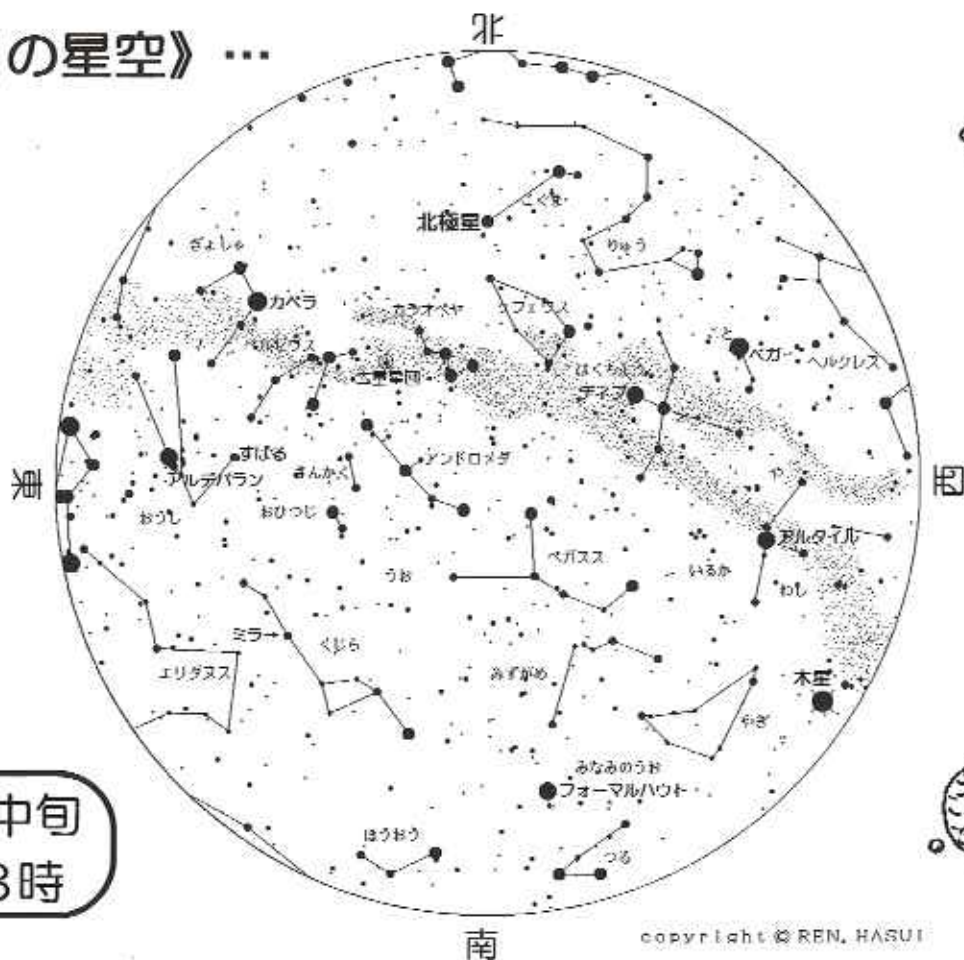 の星空》…
北
北極星
こぐま
りゅう
ぎょしゃ
カペラ
カシオペヤ
ケフェウス
ペルセウス
二重星団
はくちょう
デネブ
こと
ベガ
ヘルクレス
東
西
すばる
アルデバラン
おうし
さんかく
アンドロメダ
おひつじ
や
アルタイル
うお
ペガスス
いるか
わし
ミラ→
くじら
エリダヌス
みずがめ
木星
やぎ
みなみのうお
フォーマルハウト
ほうおう
つる
中旬
8時
南
copyright © REN. HASUI